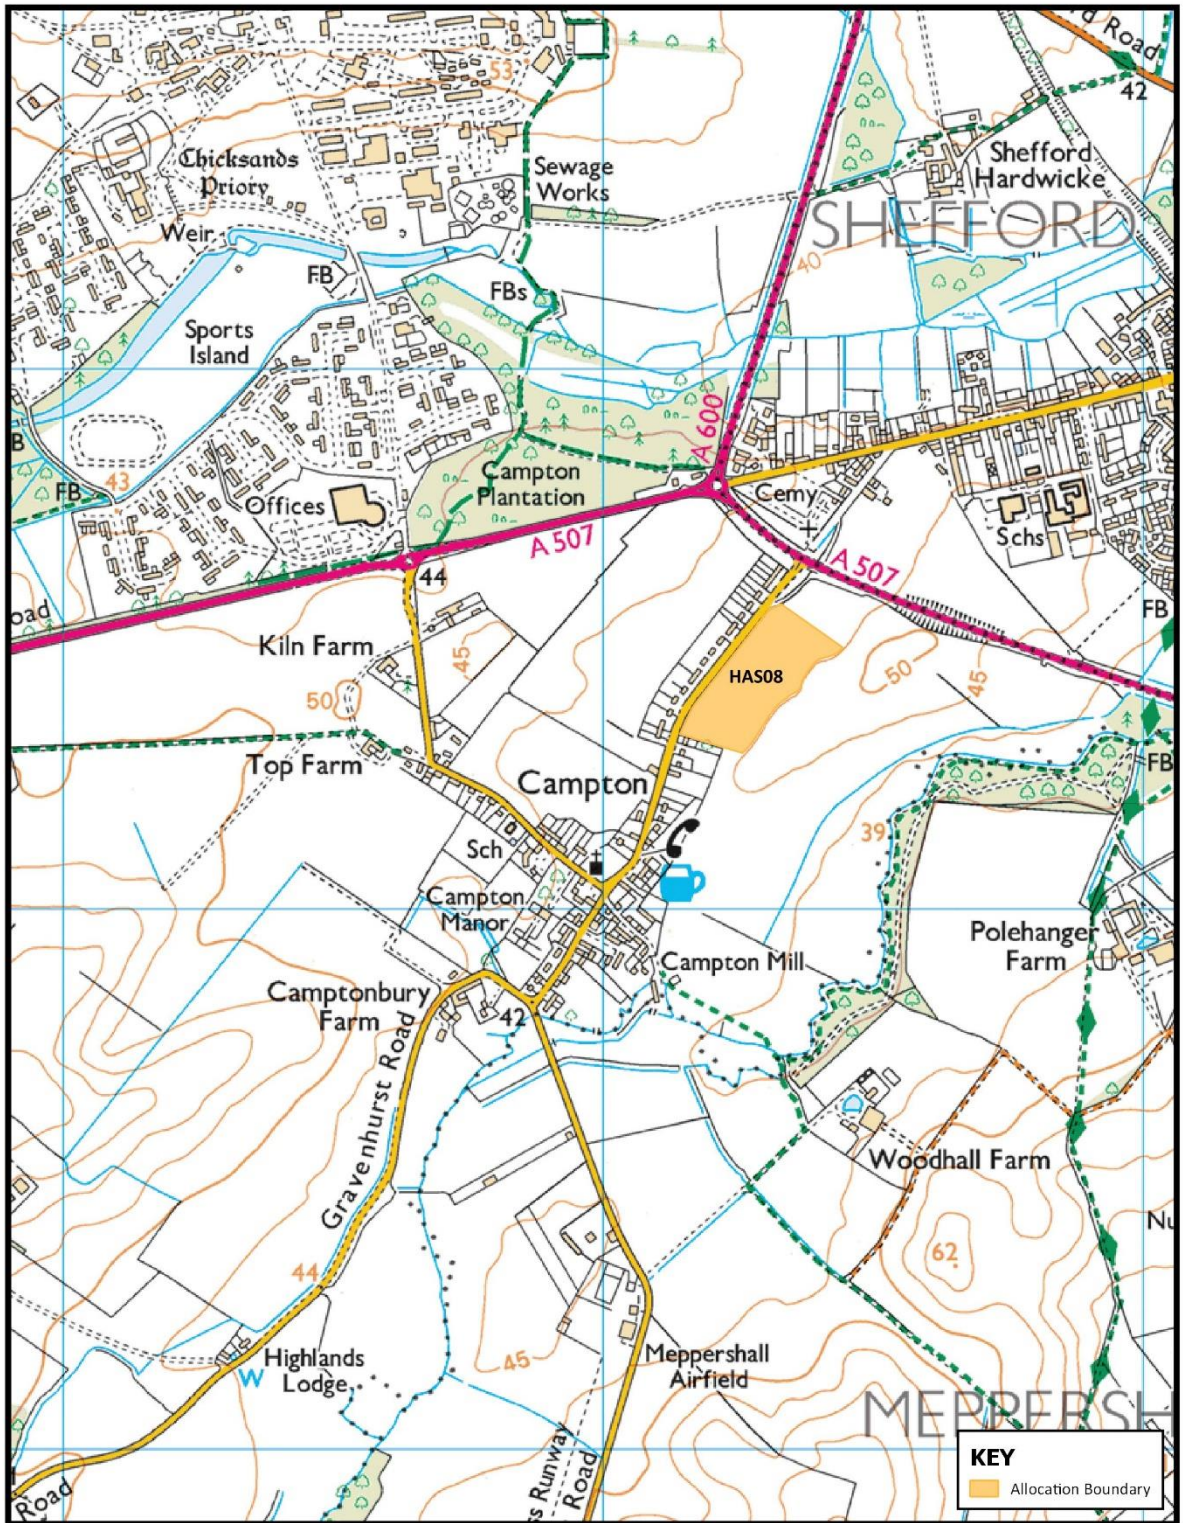 rd Road
53
42
Chicksands
Priory
Sewage
Works
Shefford
Hardwicke
SHEFFORD
Weir
FB
40
FBs
Sports
Island
A 600
B
43
FB
Offices
Campton
Plantation
Cemy
Schs
A 507
A 507
44
oad
FB
Kiln Farm
45
HAS08
50
45
50
Top Farm
FB
Campton
39
Sch
Campton
Manor
Polehanger
Farm
Campton Mill
Camptonbury
Farm
42
Gravenhurst Road
Woodhall Farm
Nu
62
44
Highlands
Lodge
W
45
Meppershall
Airfield
MEPPERSH
ss Runway
Road
Road
KEY
Allocation Boundary